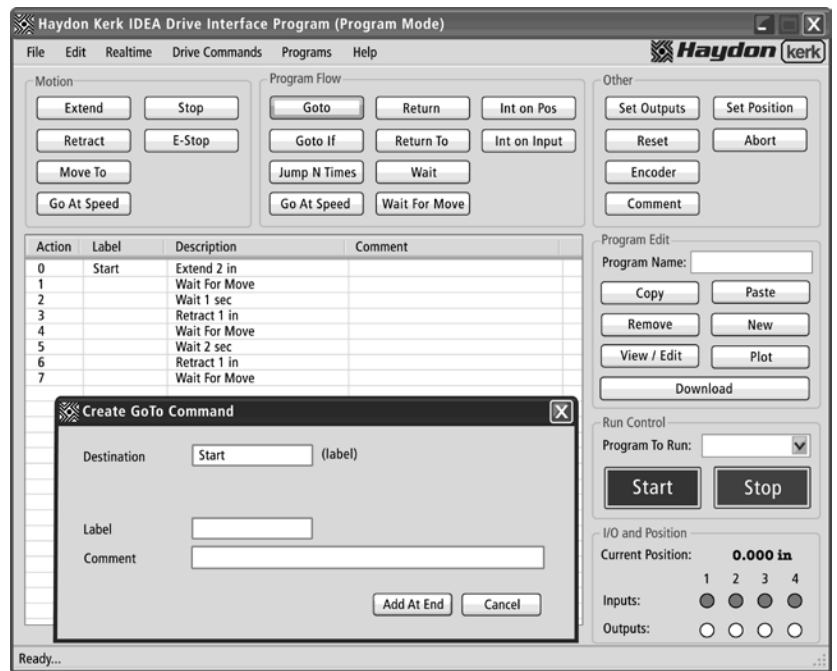 Haydon Kerk IDEA Drive Interface Program (Program Mode)
File Edit Realtime Drive Commands Programs Help
Haydon kerk
Motion
Extend Stop
Retract E-Stop
Move To
Go At Speed
Program Flow
Goto Return Int on Pos
Goto If Return To Int on Input
Jump N Times Wait
Go At Speed Wait For Move
Other
Set Outputs Set Position
Reset Abort
Encoder
Comment
Action Label Description Comment
0 Start Extend 2 in
1 Wait For Move
2 Wait 1 sec
3 Retract 1 in
4 Wait For Move
5 Wait 2 sec
6 Retract 1 in
7 Wait For Move
Create GoTo Command
Destination Start (label)
Label
Comment
Add At End Cancel
Program Edit
Program Name:
Copy Paste
Remove New
View / Edit Plot
Download
Run Control
Program To Run:
Start Stop
I/O and Position
Current Position: 0.000 in
1 2 3 4
Inputs:
Outputs:
Ready...